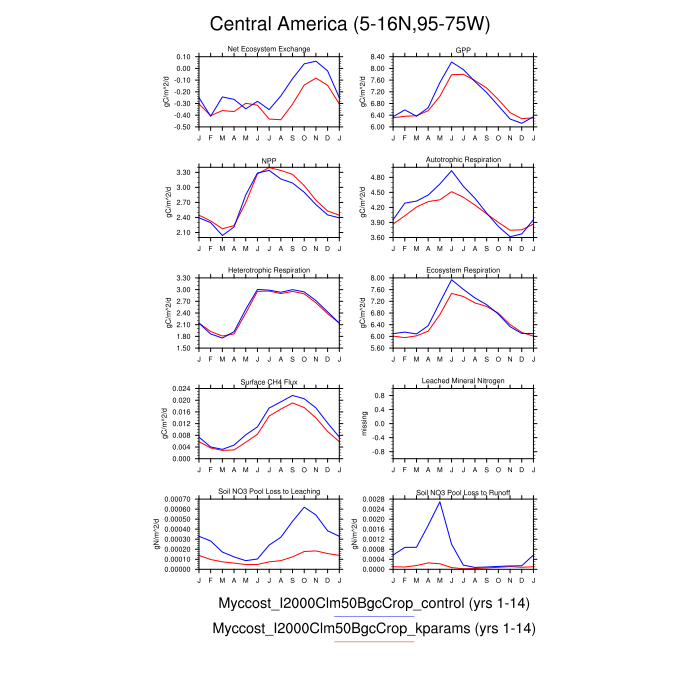 Central America (5-16N,95-75W)
Net Ecosystem Exchange
gC/m^2/d
0.10
0.00
-0.10
-0.20
-0.30
-0.40
-0.50
J F M A M J J A S O N D J
GPP
gC/m^2/d
8.40
8.00
7.60
7.20
6.80
6.40
6.00
J F M A M J J A S O N D J
NPP
gC/m^2/d
3.30
3.00
2.70
2.40
2.10
J F M A M J J A S O N D J
Autotrophic Respiration
gC/m^2/d
4.80
4.50
4.20
3.90
3.60
J F M A M J J A S O N D J
Heterotrophic Respiration
gC/m^2/d
3.30
3.00
2.70
2.40
2.10
1.80
1.50
J F M A M J J A S O N D J
Ecosystem Respiration
gC/m^2/d
8.00
7.60
7.20
6.80
6.40
6.00
5.60
J F M A M J J A S O N D J
Surface CH4 Flux
gC/m^2/d
0.024
0.020
0.016
0.012
0.008
0.004
0.000
J F M A M J J A S O N D J
Leached Mineral Nitrogen
missing
0.8
0.4
-0.0
-0.4
-0.8
J F M A M J J A S O N D J
Soil NO3 Pool Loss to Leaching
gN/m^2/d
0.00070
0.00060
0.00050
0.00040
0.00030
0.00020
0.00010
0.00000
J F M A M J J A S O N D J
Soil NO3 Pool Loss to Runoff
gN/m^2/d
0.0028
0.0024
0.0020
0.0016
0.0012
0.0008
0.0004
0.0000
J F M A M J J A S O N D J
Myccost_I2000Clm50BgcCrop_control (yrs 1-14)
Myccost_I2000Clm50BgcCrop_kparams (yrs 1-14)